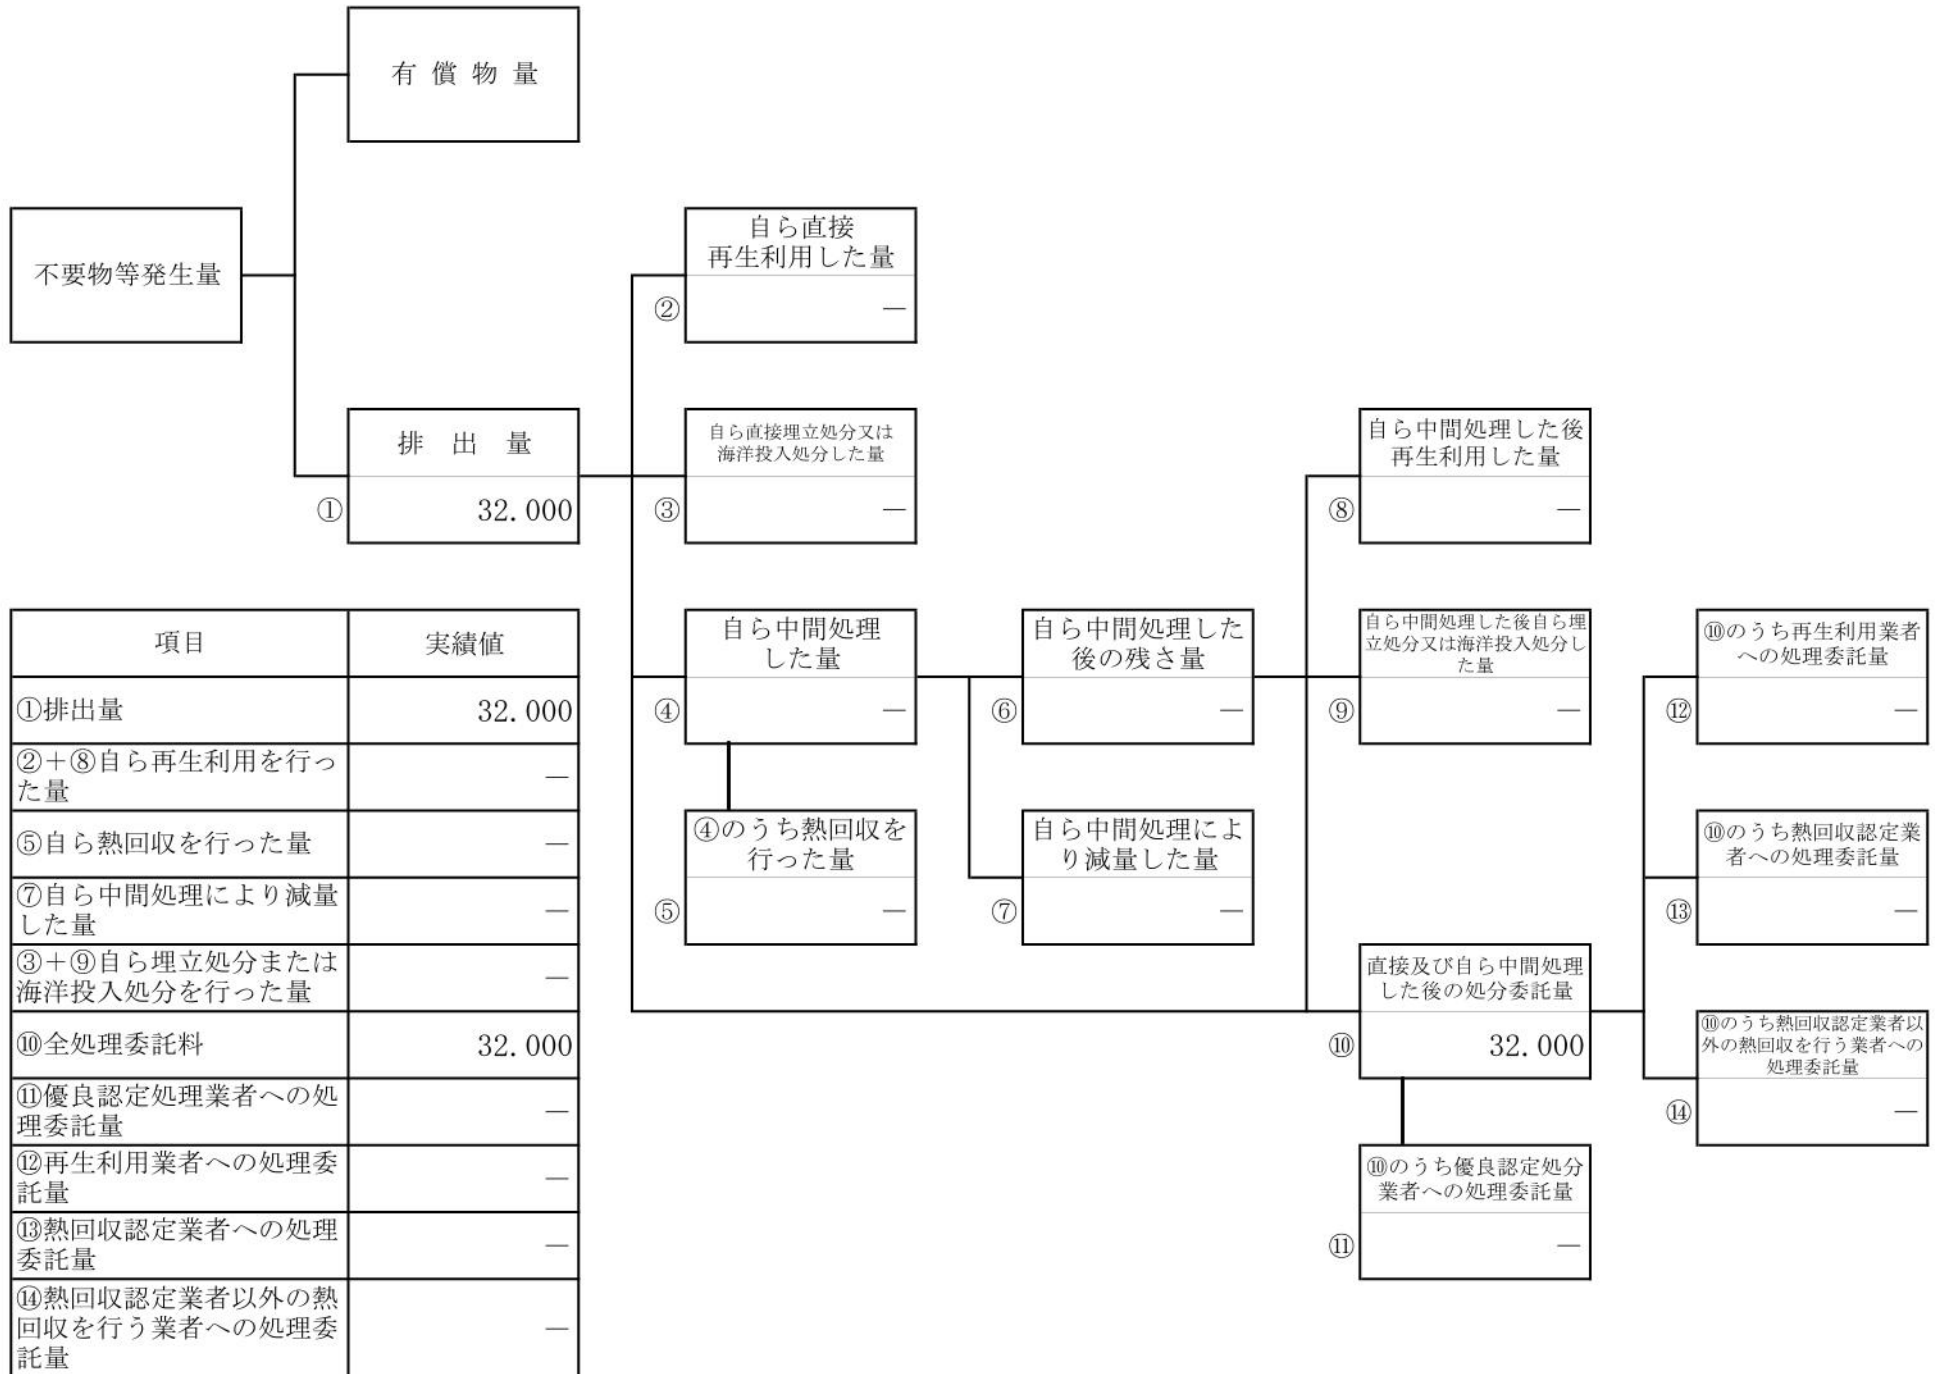 有償物量
不要物等発生量
自ら直接
再生利用した量
②
—
排出量
①
32.000
自ら直接埋立処分又は
海洋投入処分した量
③
—
自ら中間処理した後
再生利用した量
⑧
—
自ら中間処理
した量
④
—
自ら中間処理した
後の残さ量
⑥
—
自ら中間処理した後自ら埋
立処分又は海洋投入処分し
た量
⑨
—
⑩のうち再生利用業者
への処理委託量
⑫
—
④のうち熱回収を
行った量
⑤
—
自ら中間処理によ
り減量した量
⑦
—
⑩のうち熱回収認定業
者への処理委託量
⑬
—
直接及び自ら中間処理
した後の処分委託量
⑩
32.000
⑩のうち熱回収認定業者以
外の熱回収を行う業者への
処理委託量
⑭
—
⑩のうち優良認定処分
業者への処理委託量
⑪
—
項目 実績値
①排出量 32.000
②+⑧自ら再生利用を行っ
た量
—
⑤自ら熱回収を行った量 —
⑦自ら中間処理により減量
した量
—
③+⑨自ら埋立処分または
海洋投入処分を行った量
—
⑩全処理委託料 32.000
⑪優良認定処理業者への処
理委託量
—
⑫再生利用業者への処理委
託量
—
⑬熱回収認定業者への処理
委託量
—
⑭熱回収認定業者以外の熱
回収を行う業者への処理委
託量
—